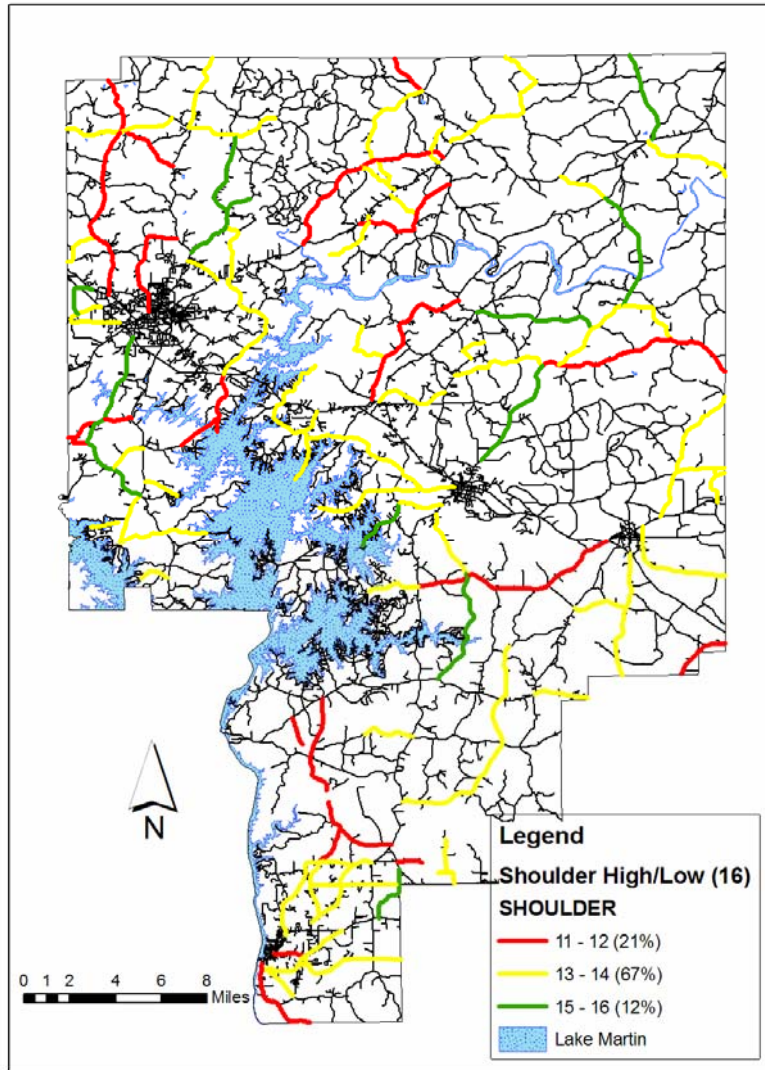 N
0 1 2 4 6 8
Miles
Legend
Shoulder High/Low (16)
SHOULDER
11 - 12 (21%)
13 - 14 (67%)
15 - 16 (12%)
Lake Martin